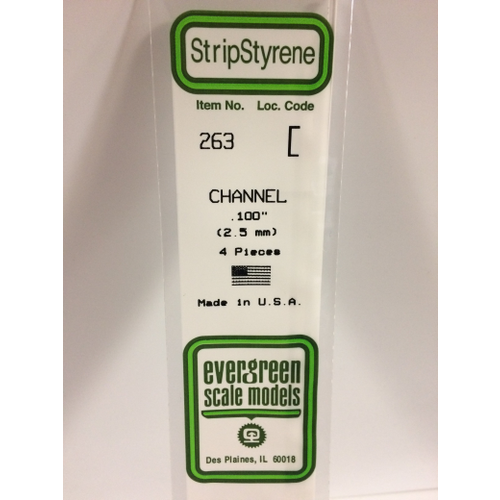 StripStyrene
Item No. Loc. Code
263 [
CHANNEL
.100"
(2.5 mm)
4 Pieces
Made in U.S.A.
evergreen
scale models
Des Plaines, IL 60018